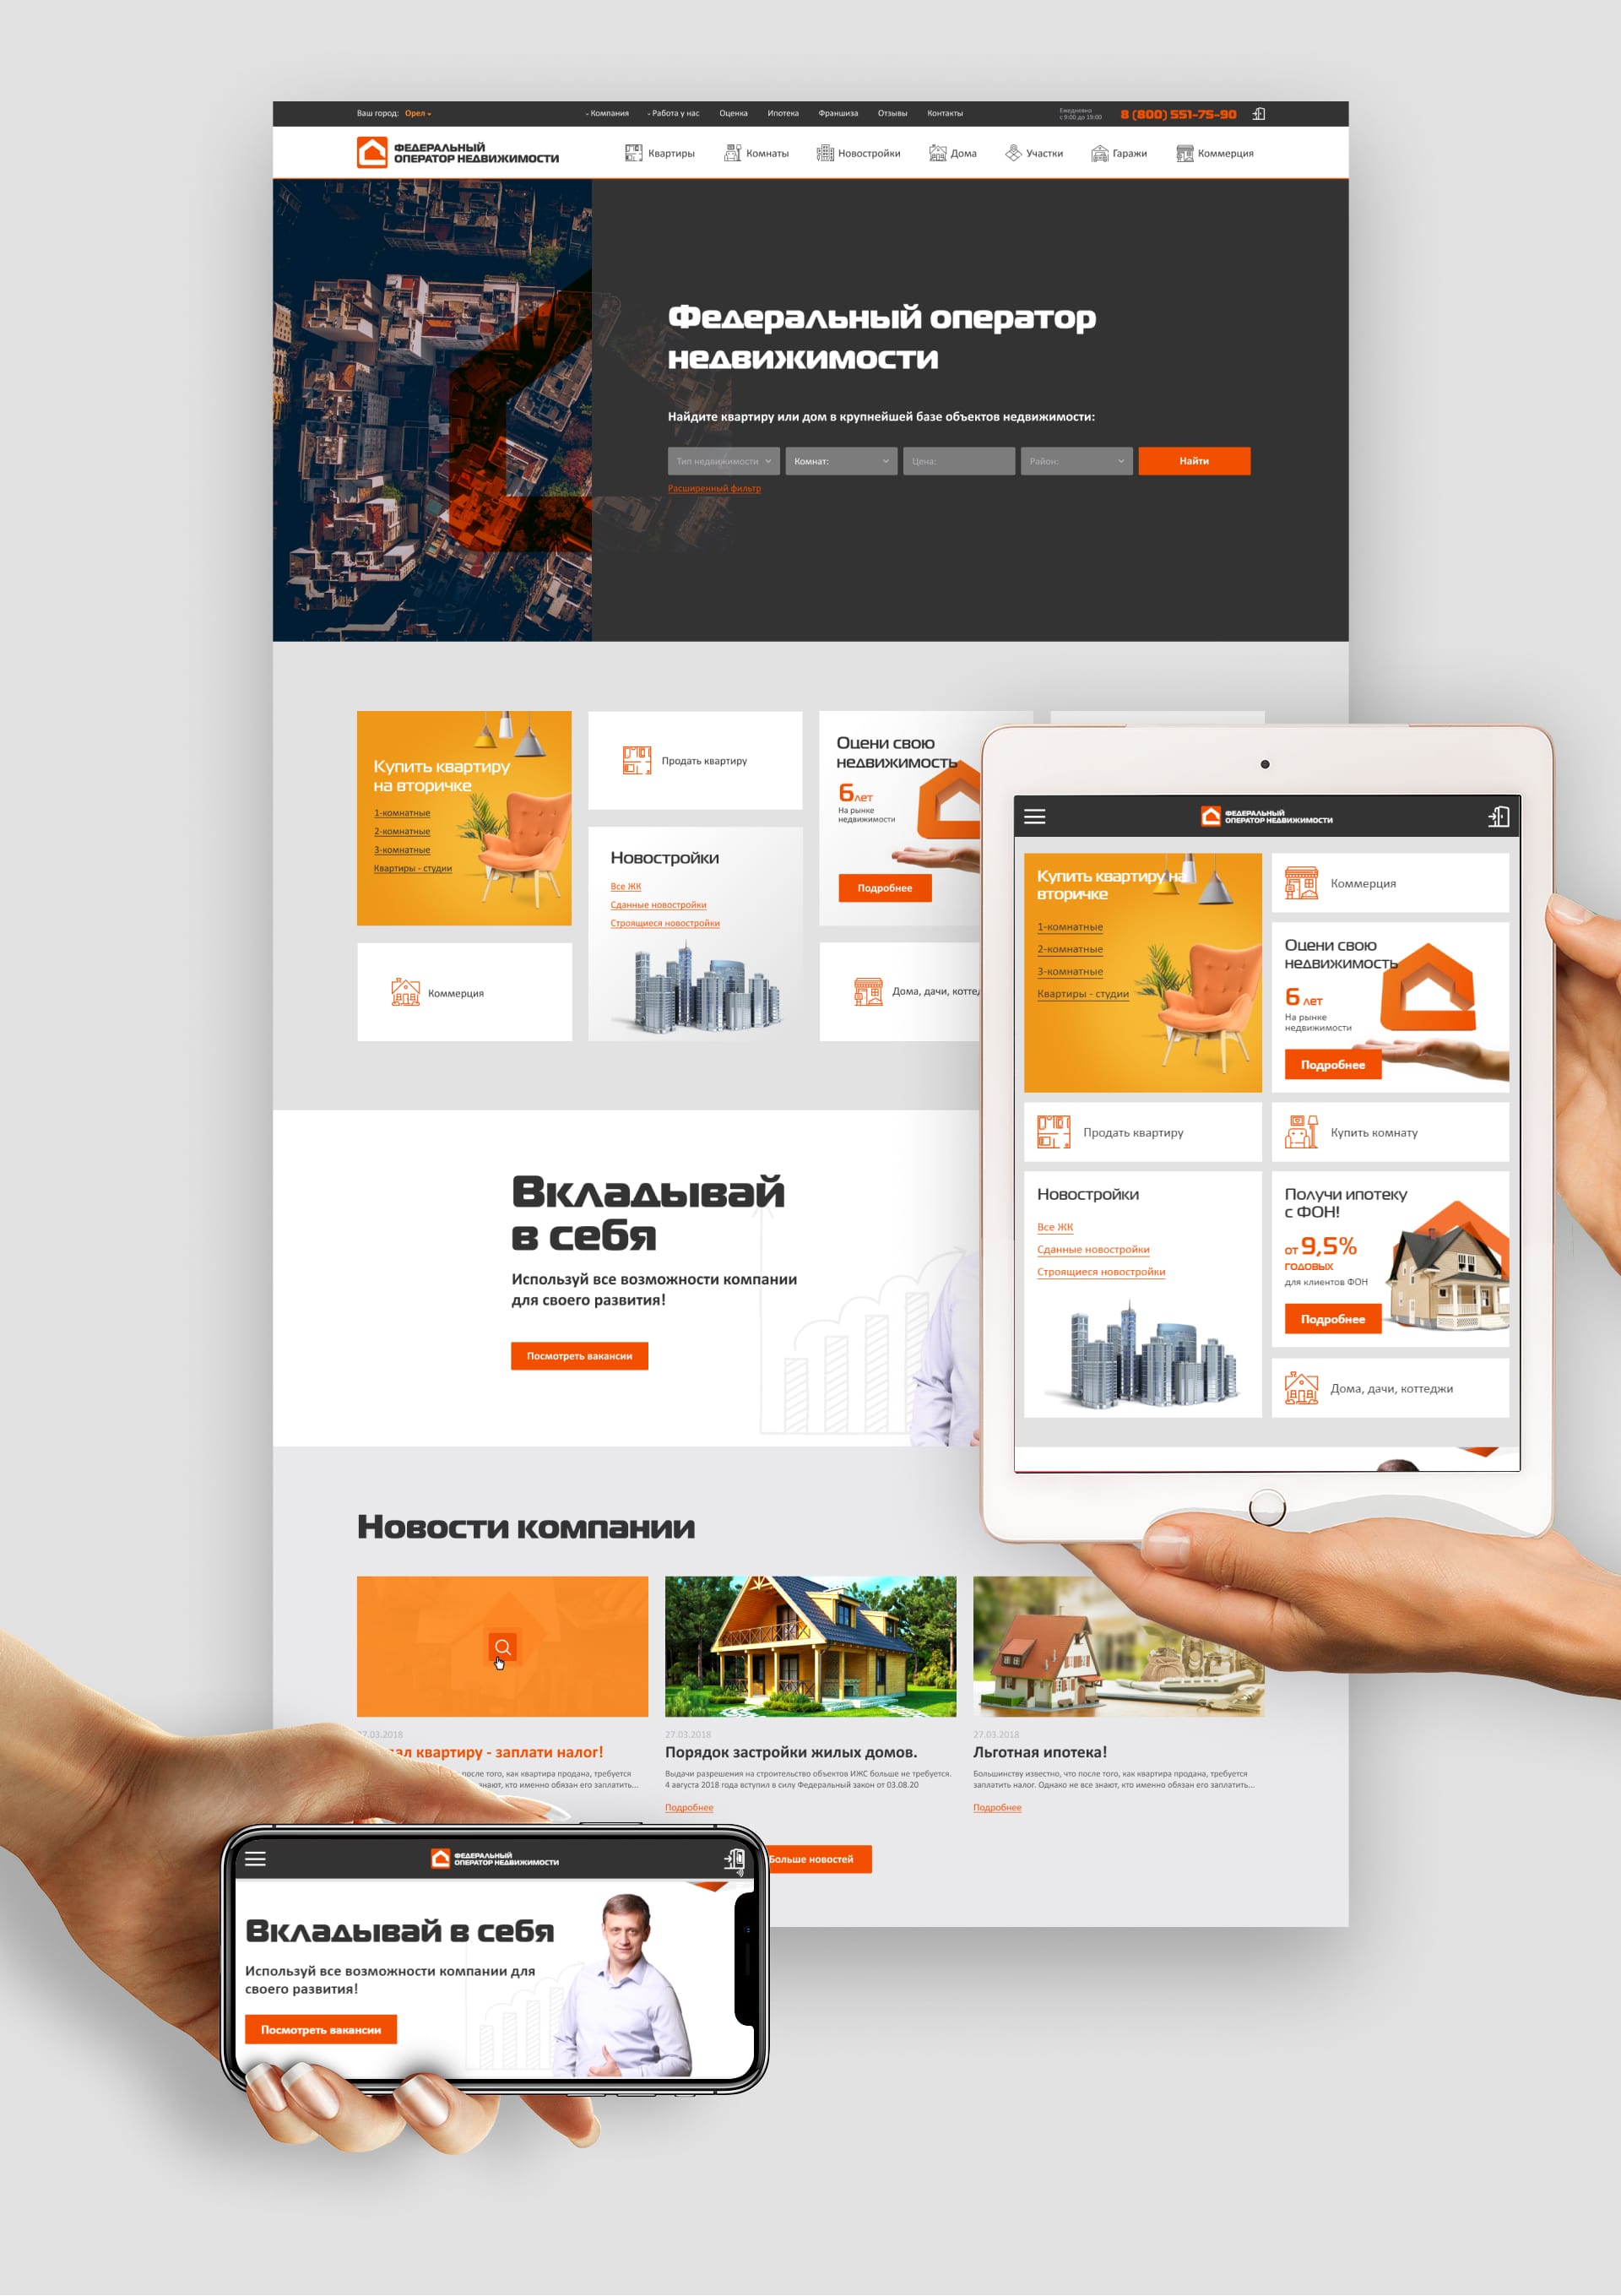 Ваш город: Орел
Компания
Работа у нас
Оценка
Ипотека
Франшиза
Отзывы
Контакты
Ежедневно
с 9:00 до 19:00
8 (800) 551-75-90
ФЕДЕРАЛЬНЫЙ
ОПЕРАТОР НЕДВИЖИМОСТИ
Квартиры
Комнаты
Новостройки
Дома
Участки
Гаражи
Коммерция
Федеральный оператор
недвижимости
Найдите квартиру или дом в крупнейшей базе объектов недвижимости:
Тип недвижимости
Комнат:
Цена:
Район:
Найти
Расширенный фильтр
Купить квартиру
на вторичке
1-комнатные
2-комнатные
3-комнатные
Квартиры - студии
Коммерция
Продать квартиру
Новостройки
Все ЖК
Сданные новостройки
Строящиеся новостройки
Оцени свою
недвижимость
6 лет
На рынке
недвижимости
Подробнее
Дома, дачи,
Вкладывай
в себя
Используй все возможности компании
для своего развития!
Посмотреть вакансии
Новости компании
квартиру - заплати налог!
после того, как квартира продана, требуется
знают, кто именно обязан его заплатить...
27.03.2018
Порядок застройки жилых домов.
Выдачи разрешения на строительство объектов ИЖС больше не требуется.
4 августа 2018 года вступил в силу Федеральный закон от 03.08.20
Подробнее
27.03.2018
Льготная ипотека!
Большинству известно, что после того, как квартира продана, требуется
заплатить налог. Однако не все знают, кто именно обязан его заплатить...
Подробнее
Больше новостей
ФЕДЕРАЛЬНЫЙ
ОПЕРАТОР НЕДВИЖИМОСТИ
Купить квартиру на
вторичке
1-комнатные
2-комнатные
3-комнатные
Квартиры - студии
Коммерция
Оцени свою
недвижимость
6 лет
На рынке
недвижимости
Подробнее
Продать квартиру
Купить комнату
Новостройки
Все ЖК
Сданные новостройки
Строящиеся новостройки
Получи ипотеку
с ФОН!
от 9,5%
годовых
для клиентов ФОН
Подробнее
Дома, дачи, коттеджи
ФЕДЕРАЛЬНЫЙ
ОПЕРАТОР НЕДВИЖИМОСТИ
Вкладывай в себя
Используй все возможности компании для
своего развития!
Посмотреть вакансии